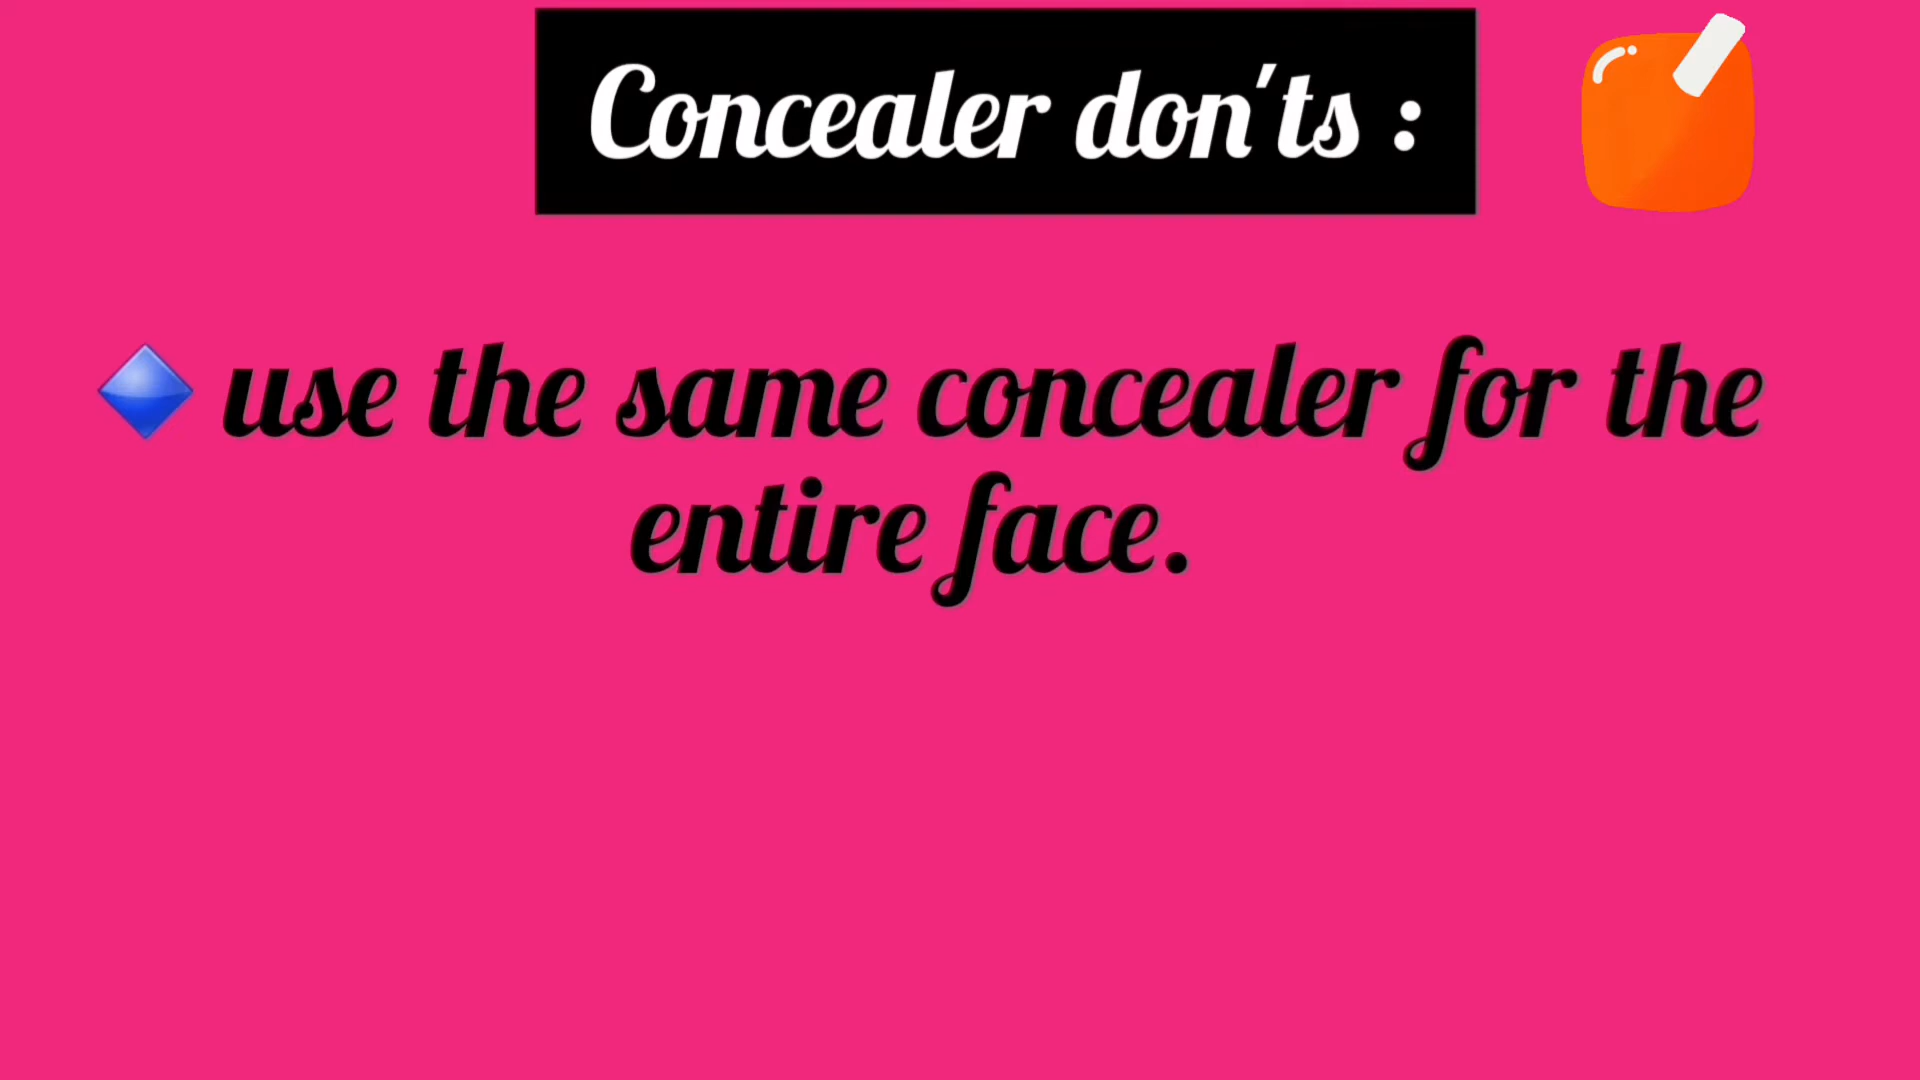 Concealer don'ts :
use the same concealer for the
entire face.